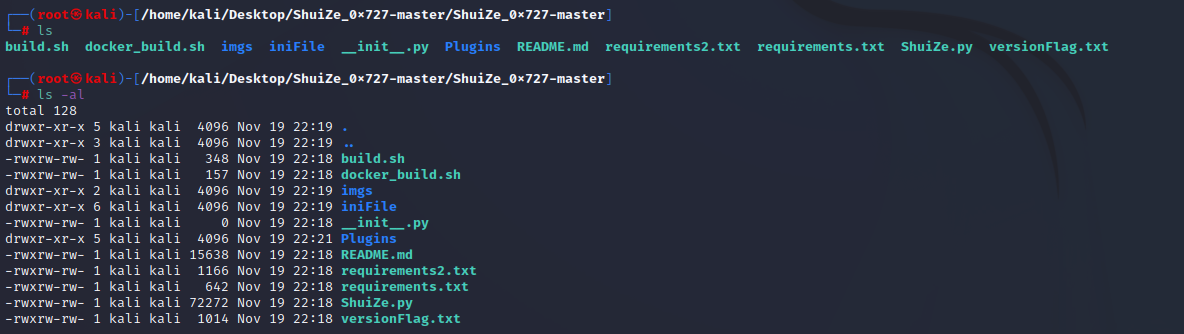 ┌──(root㉿kali)-[/home/kali/Desktop/ShuiZe_0×727-master/ShuiZe_0×727-master]
└─# ls
build.sh  docker_build.sh  imgs  iniFile  __init__.py  Plugins  README.md  requirements2.txt  requirements.txt  ShuiZe.py  versionFlag.txt
┌──(root㉿kali)-[/home/kali/Desktop/ShuiZe_0×727-master/ShuiZe_0×727-master]
└─# ls -al
total 128
drwxr-xr-x 5 kali kali  4096 Nov 19 22:19 .
drwxr-xr-x 3 kali kali  4096 Nov 19 22:19 ..
-rwxrw-rw- 1 kali kali   348 Nov 19 22:18 build.sh
-rwxrw-rw- 1 kali kali   157 Nov 19 22:18 docker_build.sh
drwxr-xr-x 2 kali kali  4096 Nov 19 22:19 imgs
drwxr-xr-x 6 kali kali  4096 Nov 19 22:19 iniFile
-rwxrw-rw- 1 kali kali     0 Nov 19 22:18 __init__.py
drwxr-xr-x 5 kali kali  4096 Nov 19 22:21 Plugins
-rwxrw-rw- 1 kali kali 15638 Nov 19 22:18 README.md
-rwxrw-rw- 1 kali kali  1166 Nov 19 22:18 requirements2.txt
-rwxrw-rw- 1 kali kali   642 Nov 19 22:18 requirements.txt
-rwxrw-rw- 1 kali kali 72272 Nov 19 22:18 ShuiZe.py
-rwxrw-rw- 1 kali kali  1014 Nov 19 22:18 versionFlag.txt